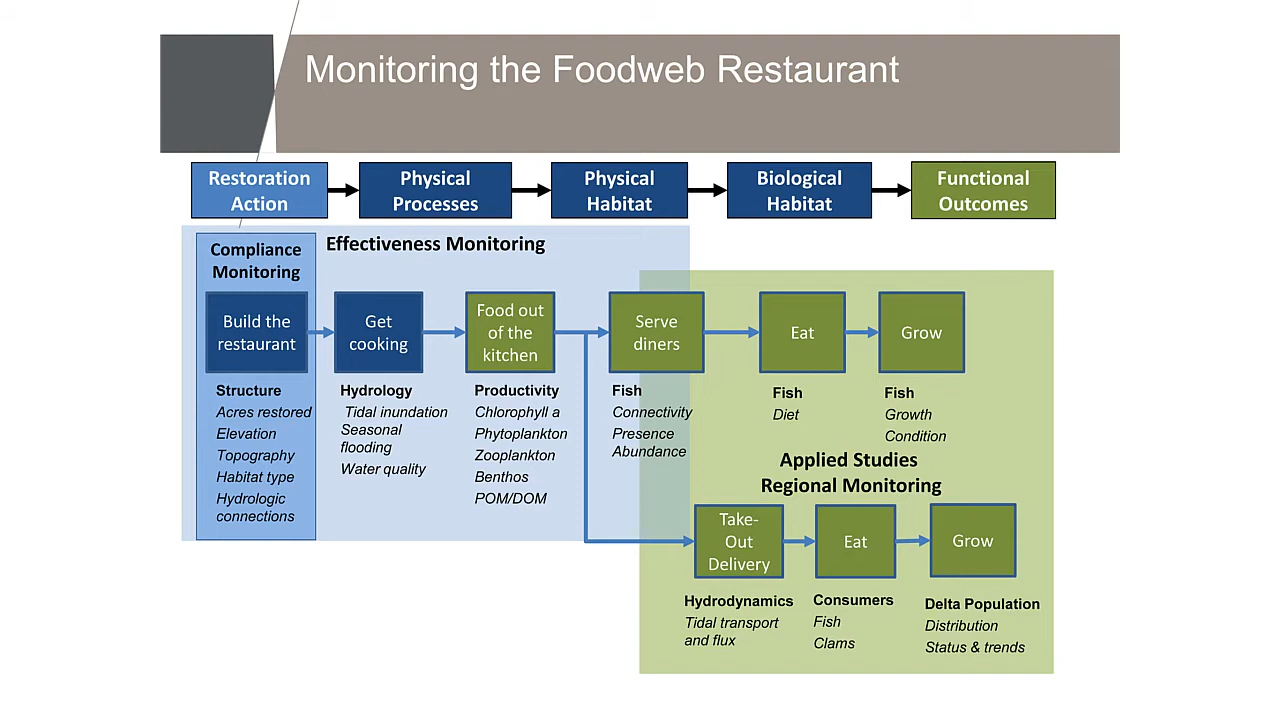 Monitoring the Foodweb Restaurant
Restoration
Action
Physical
Processes
Physical
Habitat
Biological
Habitat
Functional
Outcomes
Compliance
Monitoring
Effectiveness Monitoring
Build the
restaurant
Get
cooking
Food out
of the
kitchen
Serve
diners
Eat
Grow
Structure
Acres restored
Elevation
Topography
Habitat type
Hydrologic
connections
Hydrology
Tidal inundation
Seasonal
flooding
Water quality
Productivity
Chlorophyll a
Phytoplankton
Zooplankton
Benthos
POM/DOM
Fish
Connectivity
Presence
Abundance
Fish
Diet
Fish
Growth
Condition
Applied Studies
Regional Monitoring
Take-
Out
Delivery
Eat
Grow
Hydrodynamics
Tidal transport
and flux
Consumers
Fish
Clams
Delta Population
Distribution
Status & trends